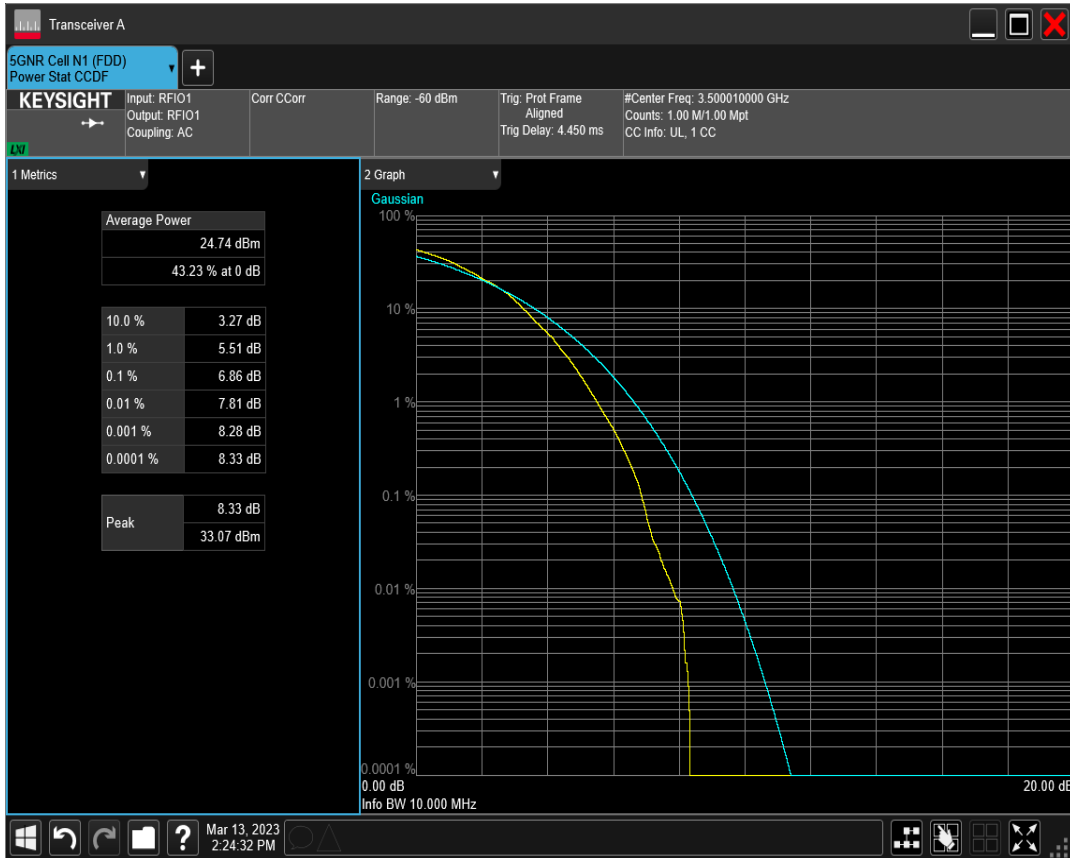 Transceiver A
5GNR Cell N1 (FDD)
Power Stat CCDF
+
KEYSIGHT
LXI
Input: RFIO1
Output: RFIO1
Coupling: AC
Corr CCorr
Range: -60 dBm
Trig: Prot Frame
Aligned
Trig Delay: 4.450 ms
#Center Freq: 3.500010000 GHz
Counts: 1.00 M/1.00 Mpt
CC Info: UL, 1 CC
1 Metrics
Average Power
24.74 dBm
43.23 % at 0 dB
10.0 % 3.27 dB
1.0 % 5.51 dB
0.1 % 6.86 dB
0.01 % 7.81 dB
0.001 % 8.28 dB
0.0001 % 8.33 dB
Peak
8.33 dB
33.07 dBm
2 Graph
Gaussian
100 %
10 %
1 %
0.1 %
0.01 %
0.001 %
0.0001 %
0.00 dB 20.00 dB
Info BW 10.000 MHz
?
Mar 13, 2023
2:24:32 PM